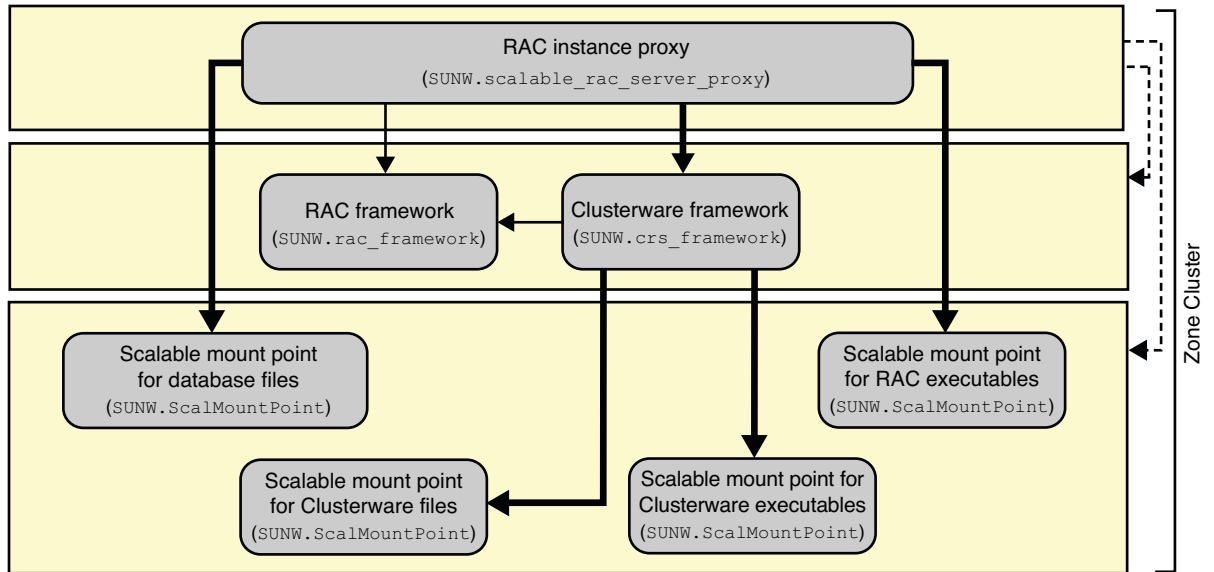 RAC instance proxy
(SUNW.scalable_rac_server_proxy)
RAC framework
(SUNW.rac_framework)
Clusterware framework
(SUNW.crs_framework)
Scalable mount point
for database files
(SUNW.ScalMountPoint)
Scalable mount point
for RAC executables
(SUNW.ScalMountPoint)
Scalable mount point
for Clusterware files
(SUNW.ScalMountPoint)
Scalable mount point for
Clusterware executables
(SUNW.ScalMountPoint)
Zone Cluster